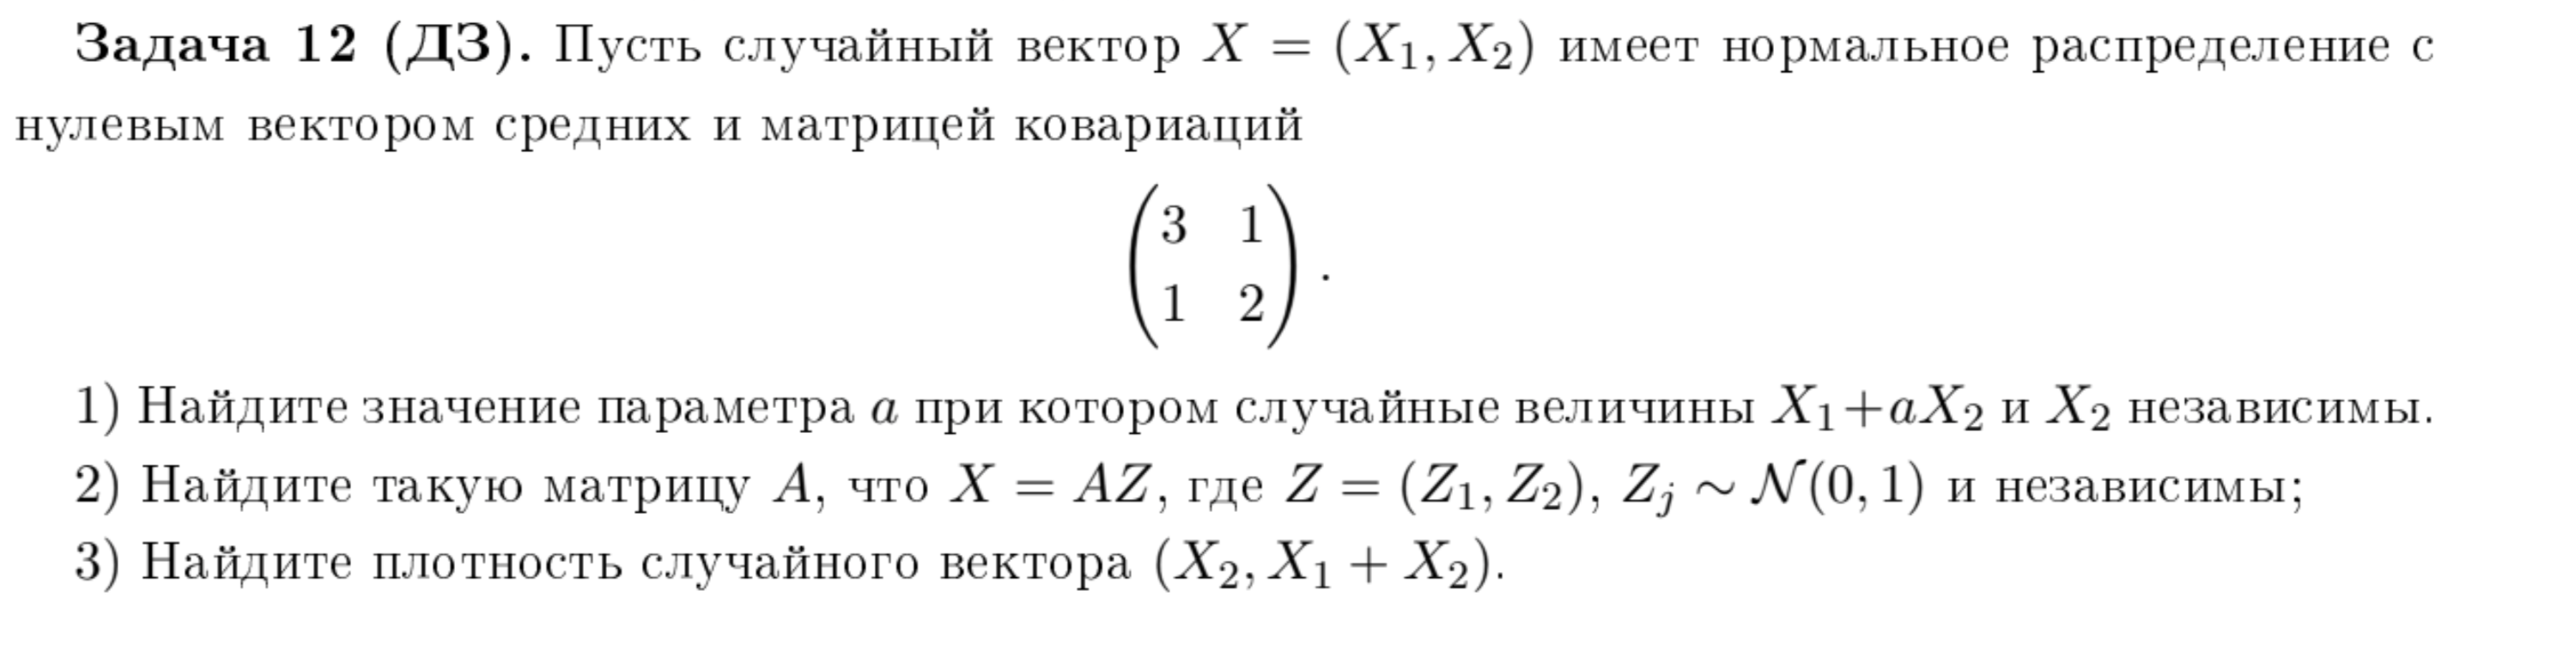 Задача 12 (ДЗ). Пусть случайный вектор X = (X₁, X₂) имеет нормальное распределение с
нулевым вектором средних и матрицей ковариаций
(3 1
1 2).
1) Найдите значение параметра a при котором случайные величины X₁+aX₂ и X₂ независимы.
2) Найдите такую матрицу A, что X = AZ, где Z = (Z₁, Z₂), Zⱼ ∼ 𝒩(0, 1) и независимы;
3) Найдите плотность случайного вектора (X₂, X₁ + X₂).